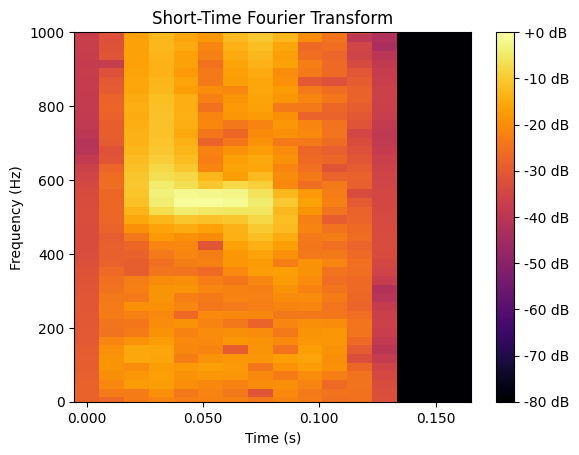 Short-Time Fourier Transform
1000
800
600
400
200
0
Frequency (Hz)
0.000
0.050
0.100
0.150
Time (s)
+0 dB
-10 dB
-20 dB
-30 dB
-40 dB
-50 dB
-60 dB
-70 dB
-80 dB